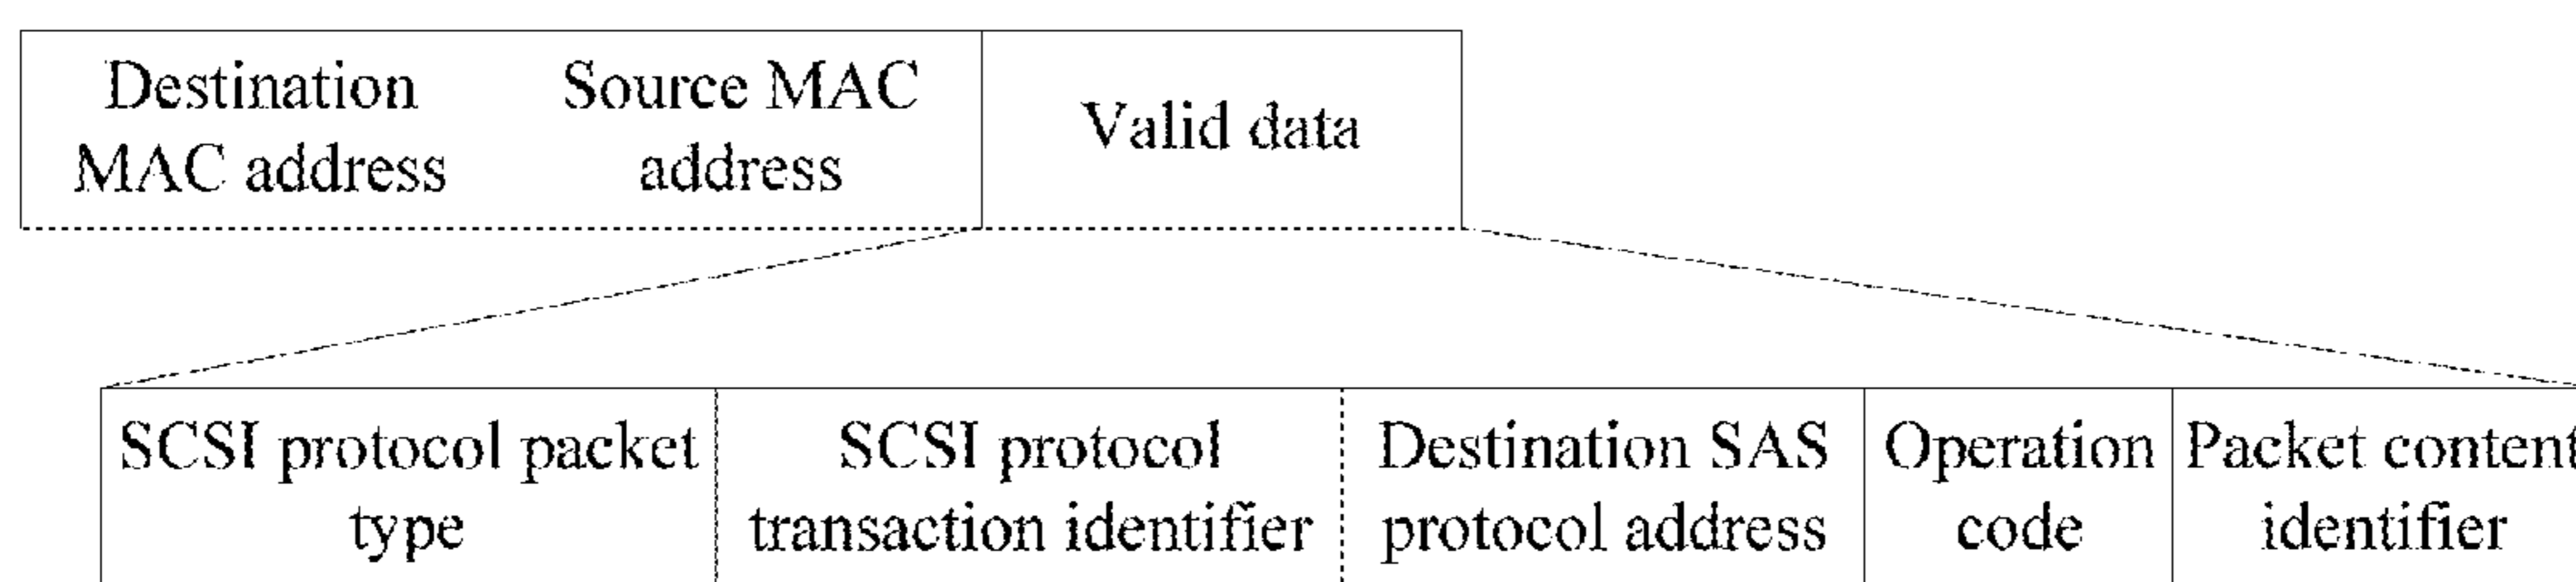 Destination
MAC address
Source MAC
address
Valid data
SCSI protocol packet
type
SCSI protocol
transaction identifier
Destination SAS
protocol address
Operation
code
Packet content
identifier